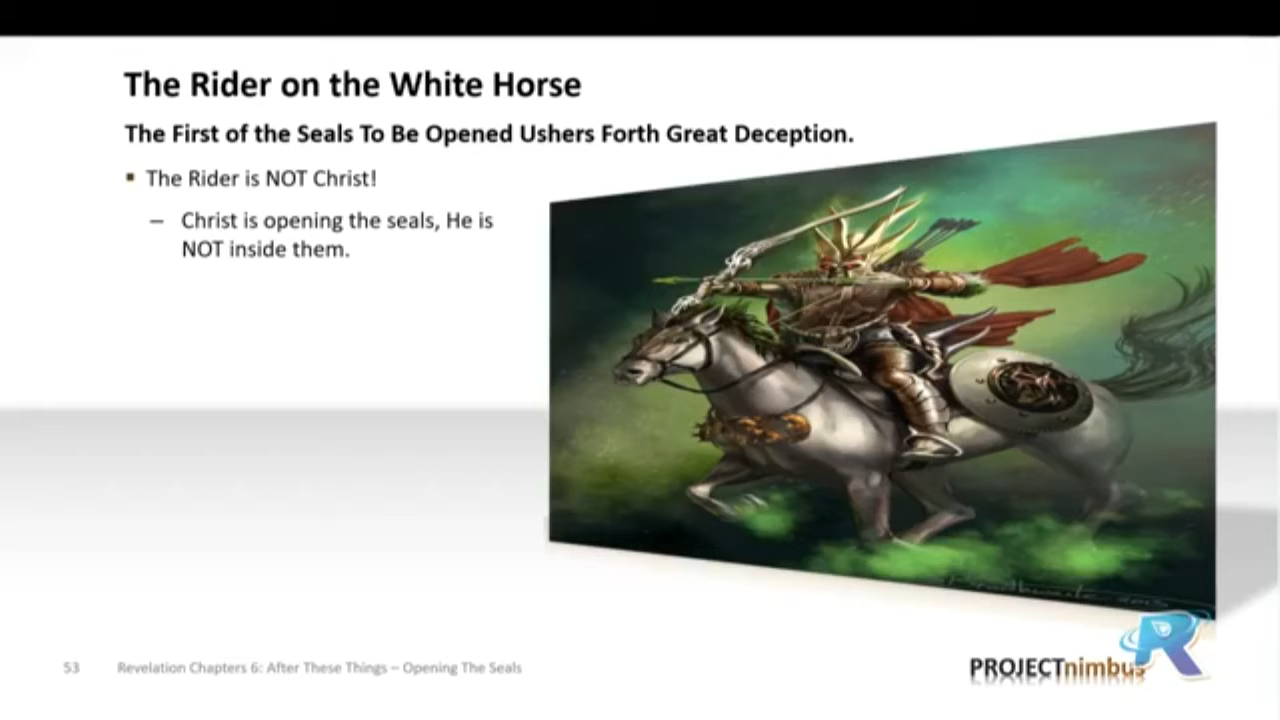 The Rider on the White Horse
The First of the Seals To Be Opened Ushers Forth Great Deception.
▪ The Rider is NOT Christ!
– Christ is opening the seals, He is
NOT inside them.
53 Revelation Chapters 6: After These Things – Opening The Seals
PROJECTnimbus
R